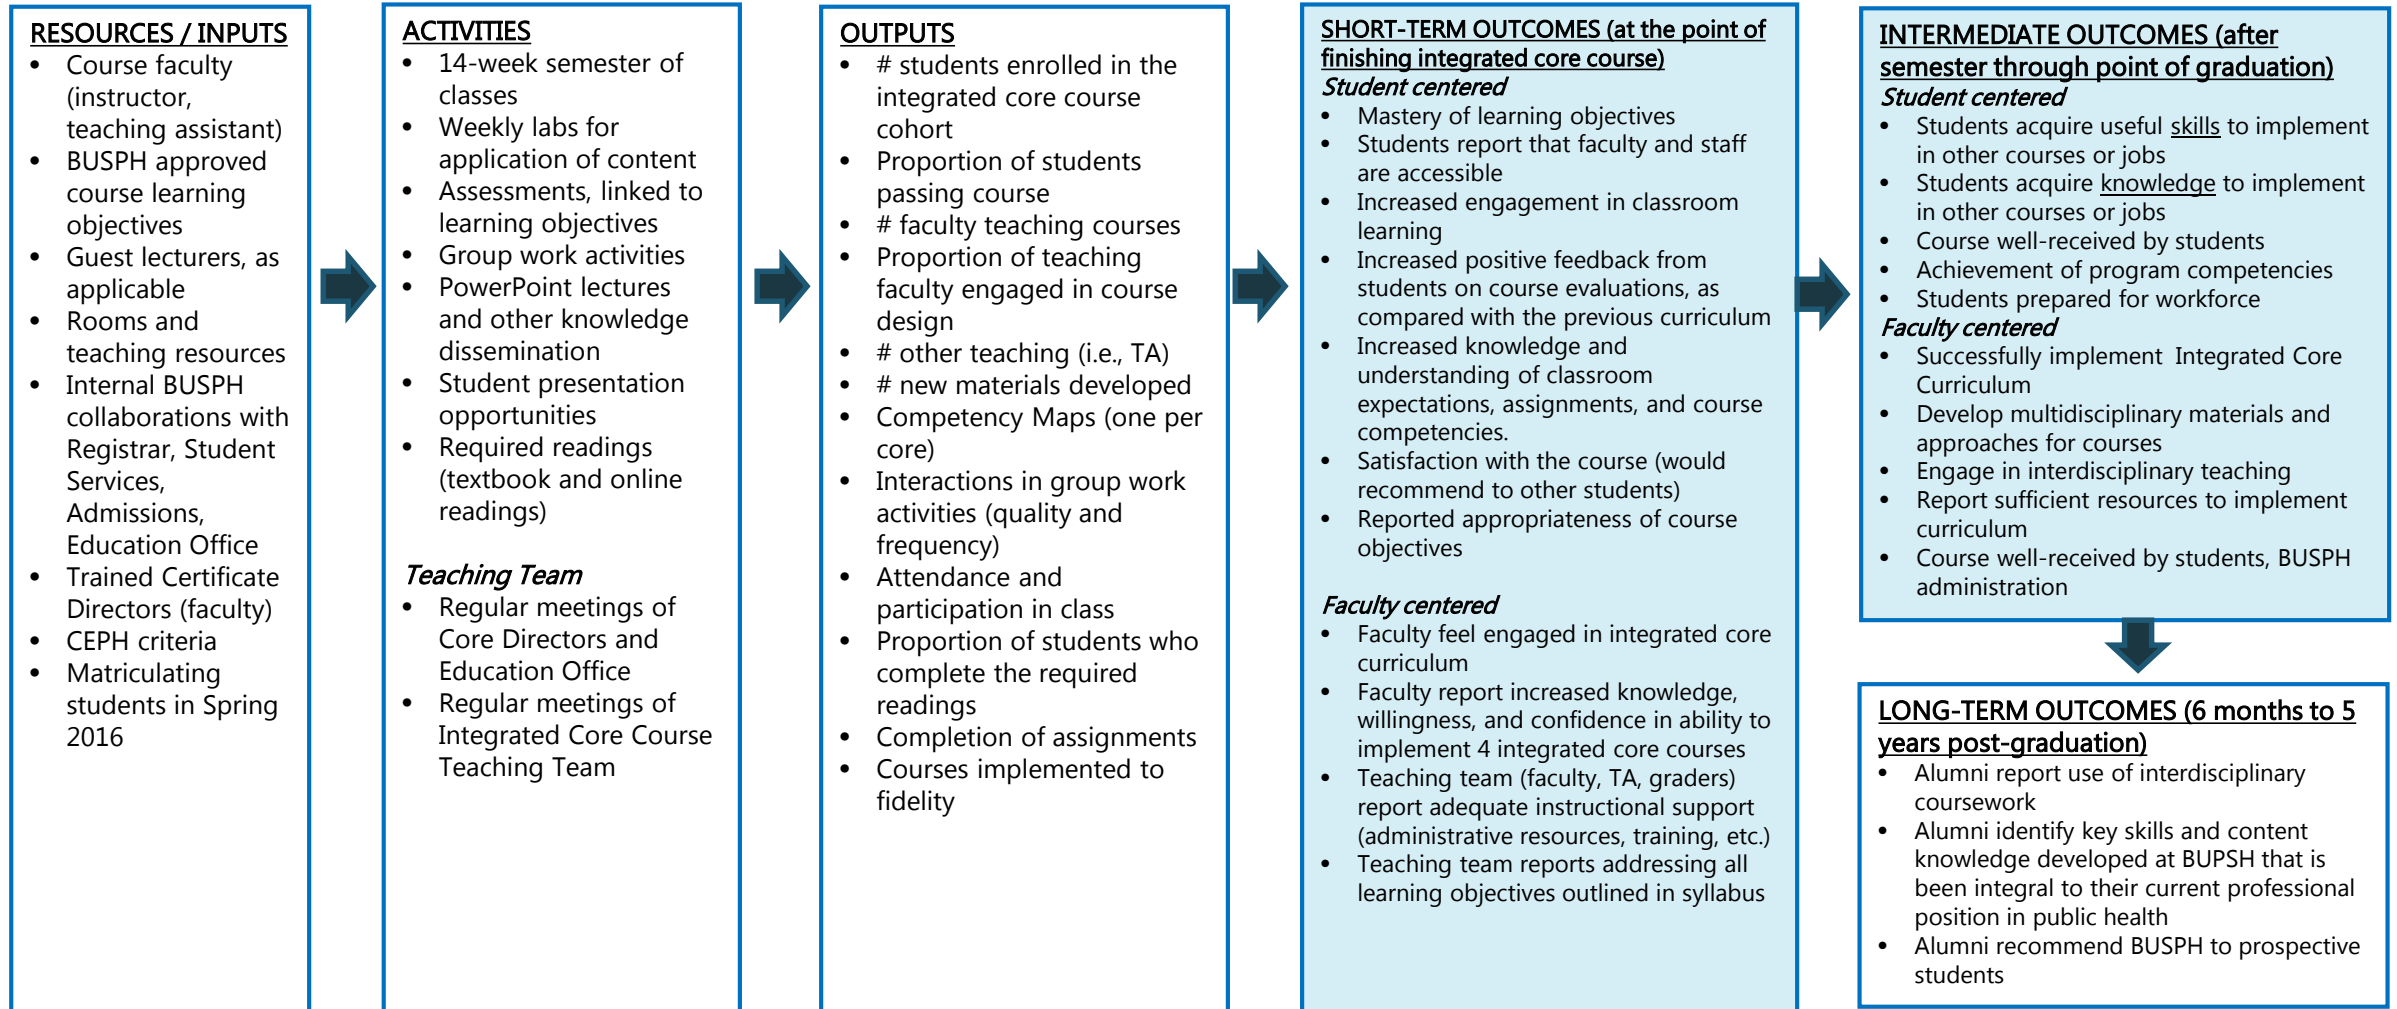 RESOURCES / INPUTS
• Course faculty
(instructor,
teaching assistant)
• BUSPH approved
course learning
objectives
• Guest lecturers, as
applicable
• Rooms and
teaching resources
• Internal BUSPH
collaborations with
Registrar, Student
Services,
Admissions,
Education Office
• Trained Certificate
Directors (faculty)
• CEPH criteria
• Matriculating
students in Spring
2016
ACTIVITIES
• 14-week semester of
classes
• Weekly labs for
application of content
• Assessments, linked to
learning objectives
• Group work activities
• PowerPoint lectures
and other knowledge
dissemination
• Student presentation
opportunities
• Required readings
(textbook and online
readings)
Teaching Team
• Regular meetings of
Core Directors and
Education Office
• Regular meetings of
Integrated Core Course
Teaching Team
OUTPUTS
• # students enrolled in the
integrated core course
cohort
• Proportion of students
passing course
• # faculty teaching courses
• Proportion of teaching
faculty engaged in course
design
• # other teaching (i.e., TA)
• # new materials developed
• Competency Maps (one per
core)
• Interactions in group work
activities (quality and
frequency)
• Attendance and
participation in class
• Proportion of students who
complete the required
readings
• Completion of assignments
• Courses implemented to
fidelity
SHORT-TERM OUTCOMES (at the point of
finishing integrated core course)
Student centered
• Mastery of learning objectives
• Students report that faculty and staff
are accessible
• Increased engagement in classroom
learning
• Increased positive feedback from
students on course evaluations, as
compared with the previous curriculum
• Increased knowledge and
understanding of classroom
expectations, assignments, and course
competencies.
• Satisfaction with the course (would
recommend to other students)
• Reported appropriateness of course
objectives
Faculty centered
• Faculty feel engaged in integrated core
curriculum
• Faculty report increased knowledge,
willingness, and confidence in ability to
implement 4 integrated core courses
• Teaching team (faculty, TA, graders)
report adequate instructional support
(administrative resources, training, etc.)
• Teaching team reports addressing all
learning objectives outlined in syllabus
INTERMEDIATE OUTCOMES (after
semester through point of graduation)
Student centered
• Students acquire useful skills to implement
in other courses or jobs
• Students acquire knowledge to implement
in other courses or jobs
• Course well-received by students
• Achievement of program competencies
• Students prepared for workforce
Faculty centered
• Successfully implement Integrated Core
Curriculum
• Develop multidisciplinary materials and
approaches for courses
• Engage in interdisciplinary teaching
• Report sufficient resources to implement
curriculum
• Course well-received by students, BUSPH
administration
LONG-TERM OUTCOMES (6 months to 5
years post-graduation)
• Alumni report use of interdisciplinary
coursework
• Alumni identify key skills and content
knowledge developed at BUPSH that is
been integral to their current professional
position in public health
• Alumni recommend BUSPH to prospective
students